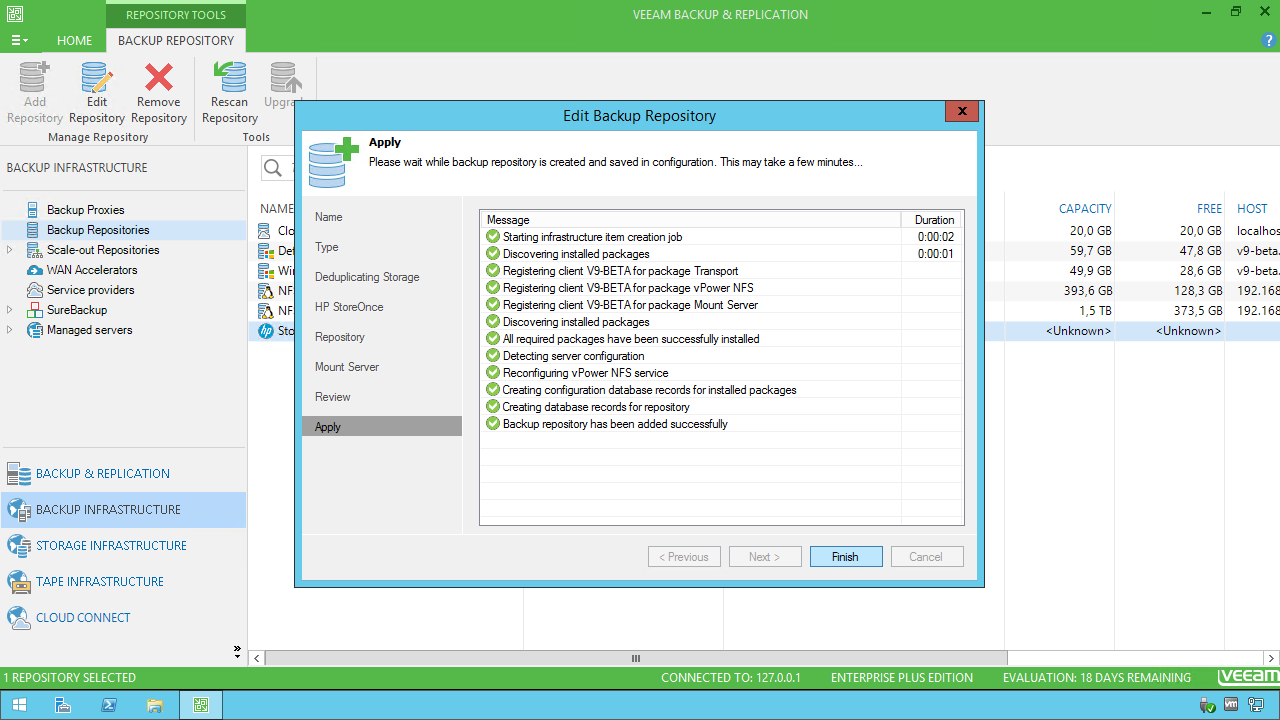 REPOSITORY TOOLS
VEEAM BACKUP & REPLICATION
HOME
BACKUP REPOSITORY
?
Add Repository
Edit Repository
Remove Repository
Rescan Repository
Manage Repository
Tools
Edit Backup Repository
x
Apply
Please wait while backup repository is created and saved in configuration. This may take a few minutes...
Name
Type
Deduplicating Storage
HP StoreOnce
Repository
Mount Server
Review
Apply
Message Duration
Starting infrastructure item creation job 0:00:02
Discovering installed packages 0:00:01
Registering client V9-BETA for package Transport
Registering client V9-BETA for package vPower NFS
Registering client V9-BETA for package Mount Server
Discovering installed packages
All required packages have been successfully installed
Detecting server configuration
Reconfiguring vPower NFS service
Creating configuration database records for installed packages
Creating database records for repository
Backup repository has been added successfully
< Previous
Next >
Finish
Cancel
BACKUP INFRASTRUCTURE
Backup Proxies
Backup Repositories
Scale-out Repositories
WAN Accelerators
Service providers
SureBackup
Managed servers
BACKUP & REPLICATION
BACKUP INFRASTRUCTURE
STORAGE INFRASTRUCTURE
TAPE INFRASTRUCTURE
CLOUD CONNECT
NAME CAPACITY FREE HOST
20,0 GB 20,0 GB localhos
59,7 GB 47,8 GB v9-beta.
49,9 GB 28,6 GB v9-beta.
393,6 GB 128,3 GB 192.168
1,5 TB 373,5 GB 192.168
hp <Unknown> <Unknown>
1 REPOSITORY SELECTED
CONNECTED TO: 127.0.0.1
ENTERPRISE PLUS EDITION
EVALUATION: 18 DAYS REMAINING
veeam